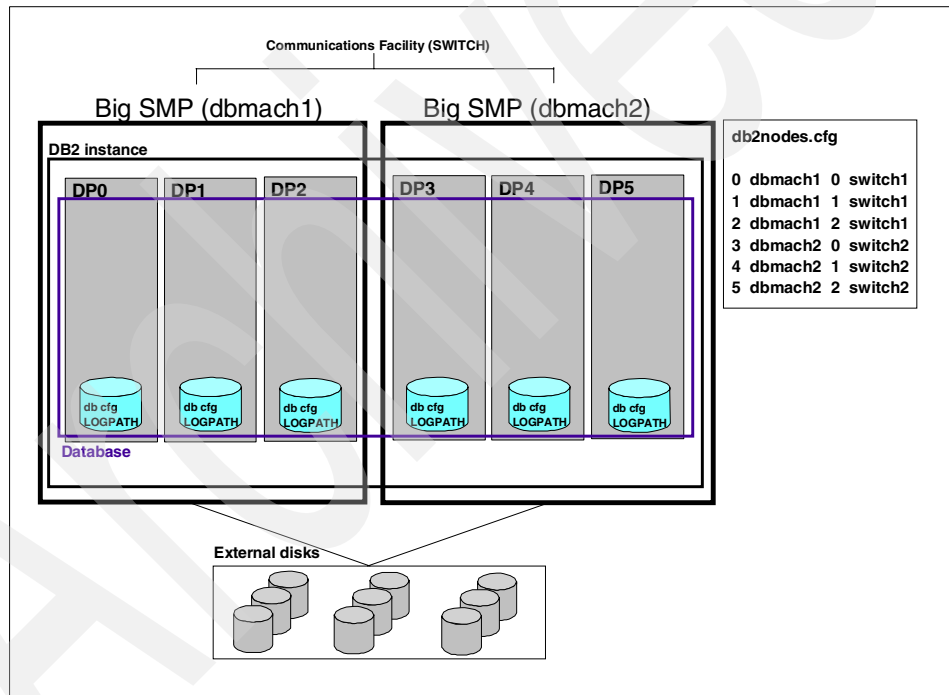 Communications Facility (SWITCH)
Big SMP (dbmach1)
Big SMP (dbmach2)
DB2 instance
DP0
DP1
DP2
DP3
DP4
DP5
db cfg
LOGPATH
db cfg
LOGPATH
db cfg
LOGPATH
db cfg
LOGPATH
db cfg
LOGPATH
db cfg
LOGPATH
Database
db2nodes.cfg
0 dbmach1 0 switch1
1 dbmach1 1 switch1
2 dbmach1 2 switch1
3 dbmach2 0 switch2
4 dbmach2 1 switch2
5 dbmach2 2 switch2
External disks